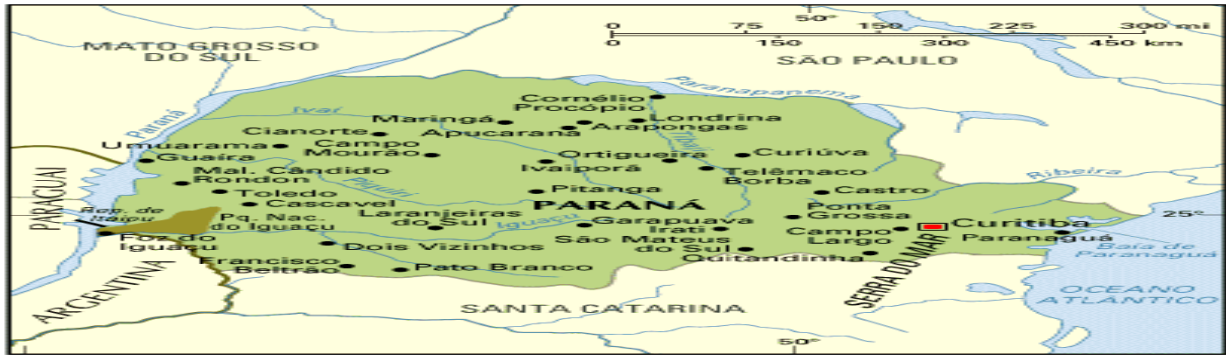 50°
0 75 150 225 300 mi
0 150 300 450 km
MATO GROSSO
DO SUL
SÃO PAULO
Paranapanema
Paraná
Ivaí
Cornélio
Procópio
Londrina
Maringá
Apucarana
Arapongas
Cianorte
Umuarama
Campo
Mourão
Guaíra
Ortigueira
Curiúva
Ivaiporã
Telêmaco
Borba
Mal. Cândido
Rondon
Piquiri
Pitanga
Castro
Ribeira
PARAGUAI
Toledo
Cascavel
PARANÁ
Ponta
Grossa
Rep. de
Itaipu
Pq. Nac.
do Iguaçu
Laranjeiras
do Sul
Iguaçu
Garapuava
Irati
25°
Curitiba
Campo
Largo
Paranaguá
Foz do
Iguaçu
Dois Vizinhos
São Mateus
do Sul
Quitandinha
Baía de
Paranaguá
Francisco
Beltrão
Pato Branco
ARGENTINA
SERRA DO MAR
SANTA CATARINA
OCEANO
ATLÂNTICO
50°